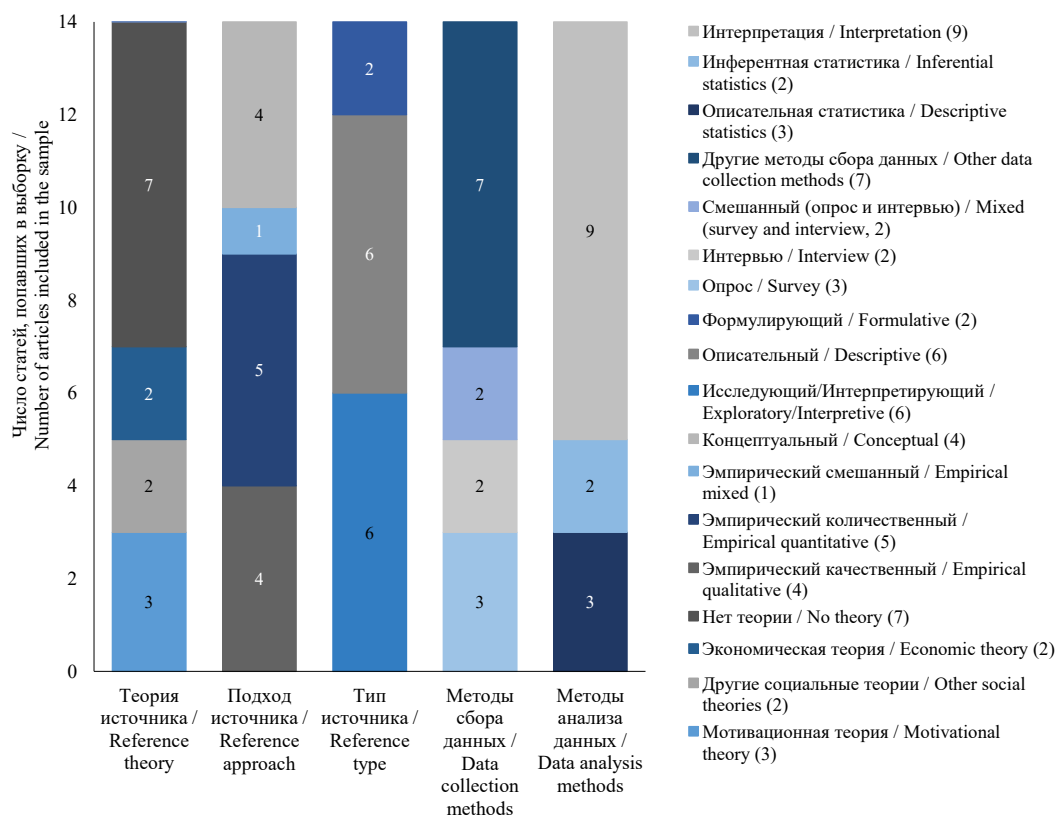 Число статей, попавших в выборку /
Number of articles included in the sample
14
12
10
8
6
4
2
0
7
2
2
3
4
1
5
4
2
6
6
7
2
2
3
9
2
3
Теория
источника /
Reference
theory
Подход
источника /
Reference
approach
Тип
источника /
Reference
type
Методы
сбора
данных /
Data
collection
methods
Методы
анализа
данных /
Data analysis
methods
Интерпретация / Interpretation (9)
Инферентная статистика / Inferential
statistics (2)
Описательная статистика / Descriptive
statistics (3)
Другие методы сбора данных / Other data
collection methods (7)
Смешанный (опрос и интервью) / Mixed
(survey and interview, 2)
Интервью / Interview (2)
Опрос / Survey (3)
Формулирующий / Formulative (2)
Описательный / Descriptive (6)
Исследующий/Интерпретирующий /
Exploratory/Interpretive (6)
Концептуальный / Conceptual (4)
Эмпирический смешанный / Empirical
mixed (1)
Эмпирический количественный /
Empirical quantitative (5)
Эмпирический качественный / Empirical
qualitative (4)
Нет теории / No theory (7)
Экономическая теория / Economic theory (2)
Другие социальные теории / Other social
theories (2)
Мотивационная теория / Motivational
theory (3)